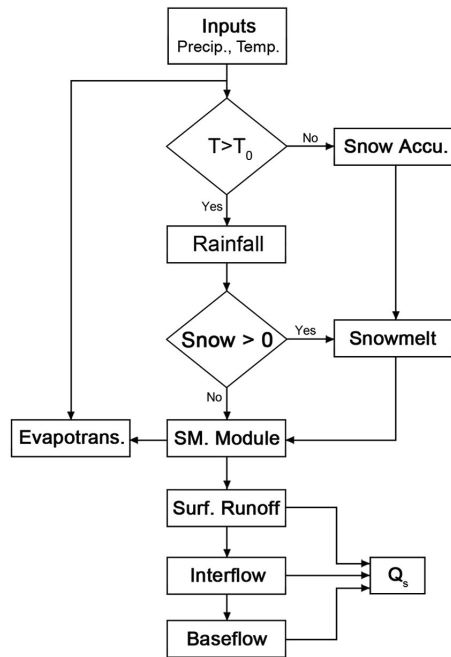 Inputs
Precip., Temp.
T>T₀
No
Snow Accu.
Yes
Rainfall
Snow > 0
Yes
Snowmelt
No
Evapotrans.
SM. Module
Surf. Runoff
Interflow
Qₛ
Baseflow